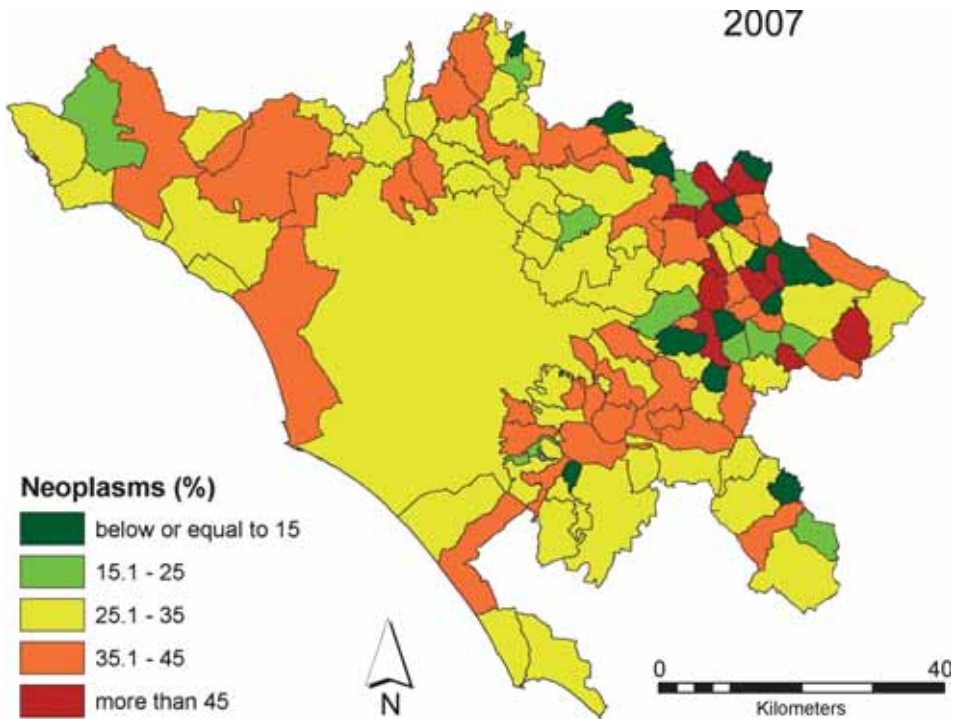 2007
Neoplasms (%)
below or equal to 15
15.1 - 25
25.1 - 35
35.1 - 45
more than 45
N
0 40
Kilometers